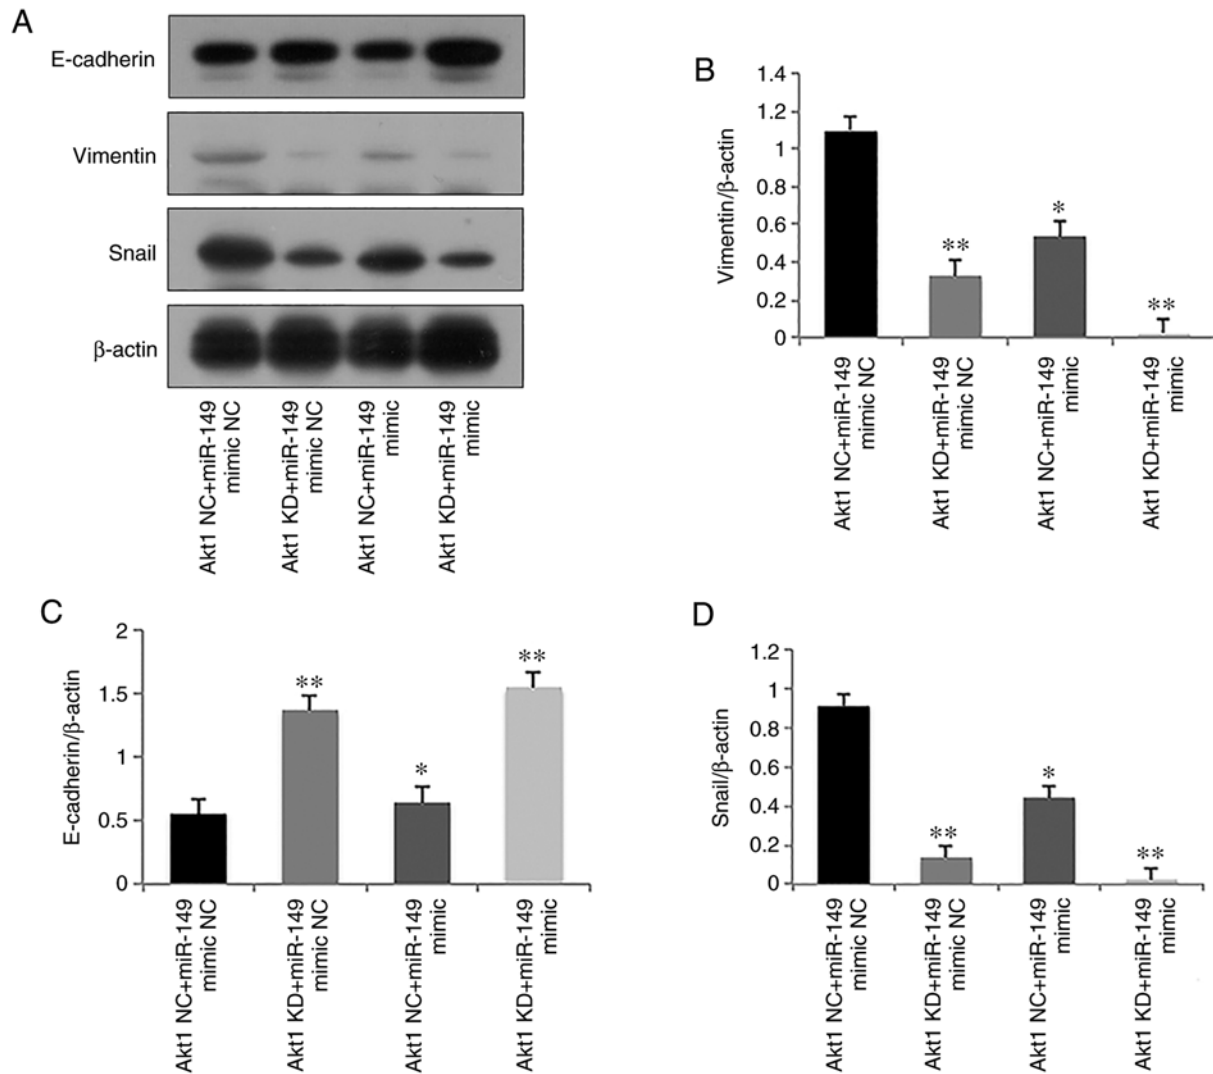 A
E-cadherin
Vimentin
Snail
β-actin
Akt1 NC+miR-149
mimic NC
Akt1 KD+miR-149
mimic NC
Akt1 NC+miR-149
mimic
Akt1 KD+miR-149
mimic
B
Vimentin/β-actin
1.4
1.2
1
0.8
0.6
0.4
0.2
0
**
*
**
Akt1 NC+miR-149
mimic NC
Akt1 KD+miR-149
mimic NC
Akt1 NC+miR-149
mimic
Akt1 KD+miR-149
mimic
C
E-cadherin/β-actin
2
1.5
1
0.5
0
**
*
**
Akt1 NC+miR-149
mimic NC
Akt1 KD+miR-149
mimic NC
Akt1 NC+miR-149
mimic
Akt1 KD+miR-149
mimic
D
Snail/β-actin
1.2
1
0.8
0.6
0.4
0.2
0
**
*
**
Akt1 NC+miR-149
mimic NC
Akt1 KD+miR-149
mimic NC
Akt1 NC+miR-149
mimic
Akt1 KD+miR-149
mimic